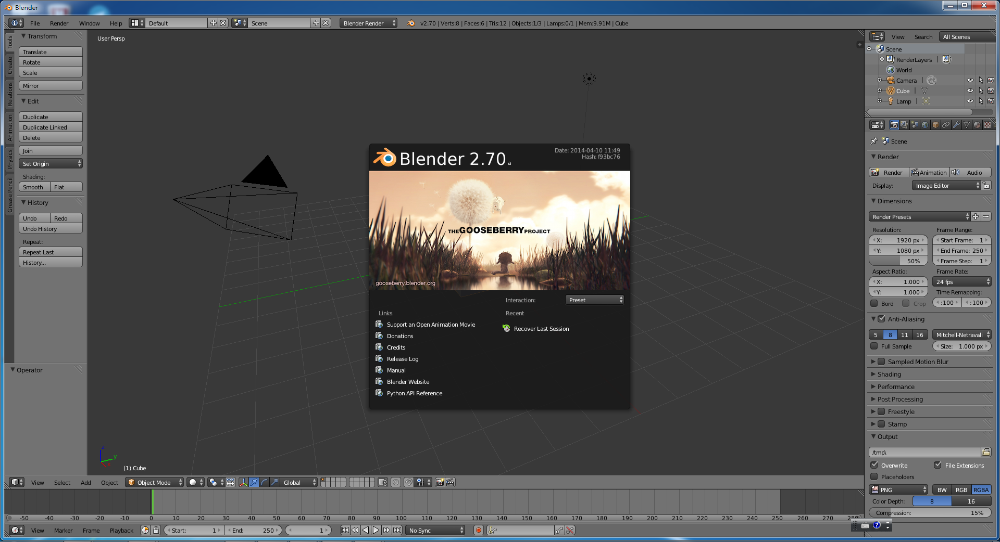 Blender
File Render Window Help Default Scene Blender Render v2.70 | Verts:8 | Faces:6 | Tris:12 | Objects:1/3 | Lamps:0/1 | Mem:9.91M | Cube
Tools
Create
Relations
Animation
Physics
Grease Pencil
Transform
Translate
Rotate
Scale
Mirror
Edit
Duplicate
Duplicate Linked
Delete
Join
Set Origin
Shading:
Smooth Flat
History
Undo Redo
Undo History
Repeat:
Repeat Last
History...
Operator
User Persp
Blender 2.70 a
Date: 2014-04-10 11:49
Hash: f93bc76
THE GOOSEBERRY PROJECT
gooseberry.blender.org
Interaction: Preset
Links
Support an Open Animation Movie
Donations
Credits
Release Log
Manual
Blender Website
Python API Reference
Recent
Recover Last Session
z
y
(1) Cube
View Select Add Object Object Mode Global
-50 -40 -30 -20 -10 0 10 20 30 40 50 60 70 80 90 100 110 120 130 140 150 160 170 180 190 200 210 220 230 240 250 260 270 280
View Marker Frame Playback Start: 1 End: 250 1 No Sync
View Search All Scenes
Scene
RenderLayers |
World
Camera |
Cube |
Lamp |
Scene
Render
Render Animation Audio
Display: Image Editor
Dimensions
Render Presets
Resolution: Frame Range:
X: 1920 px Start Frame: 1
Y: 1080 px End Frame: 250
50% Frame Step: 1
Aspect Ratio: Frame Rate:
X: 1.000 24 fps
Y: 1.000 Time Remapping:
Bord Crop :100 :100
Anti-Aliasing
5 8 11 16 Mitchell-Netravali
Full Sample Size: 1.000 px
Sampled Motion Blur
Shading
Performance
Post Processing
Freestyle
Stamp
Output
/tmp\
Overwrite File Extensions
Placeholders
PNG BW RGB RGBA
Color Depth: 8 16
Compression: 15%